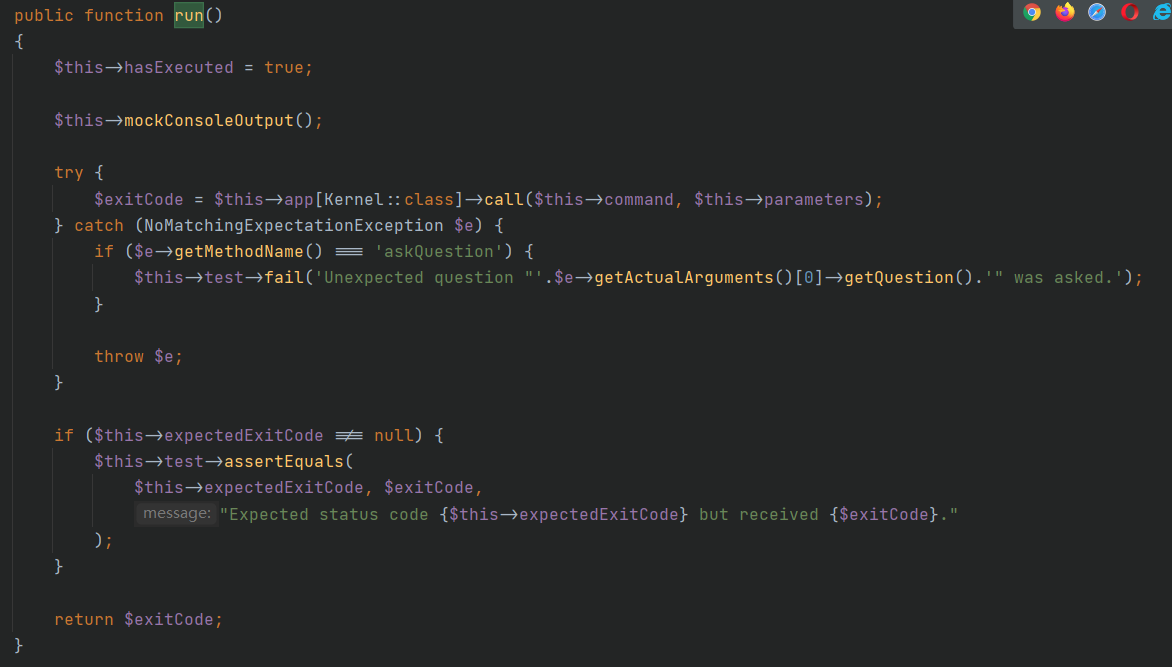 public function run()
{
    $this->hasExecuted = true;

    $this->mockConsoleOutput();

    try {
        $exitCode = $this->app[Kernel::class]->call($this->command, $this->parameters);
    } catch (NoMatchingExpectationException $e) {
        if ($e->getMethodName() === 'askQuestion') {
            $this->test->fail('Unexpected question "'.$e->getActualArguments()[0]->getQuestion().'" was asked.');
        }

        throw $e;
    }

    if ($this->expectedExitCode !== null) {
        $this->test->assertEquals(
            $this->expectedExitCode, $exitCode,
            message: "Expected status code {$this->expectedExitCode} but received {$exitCode}."
        );
    }

    return $exitCode;
}